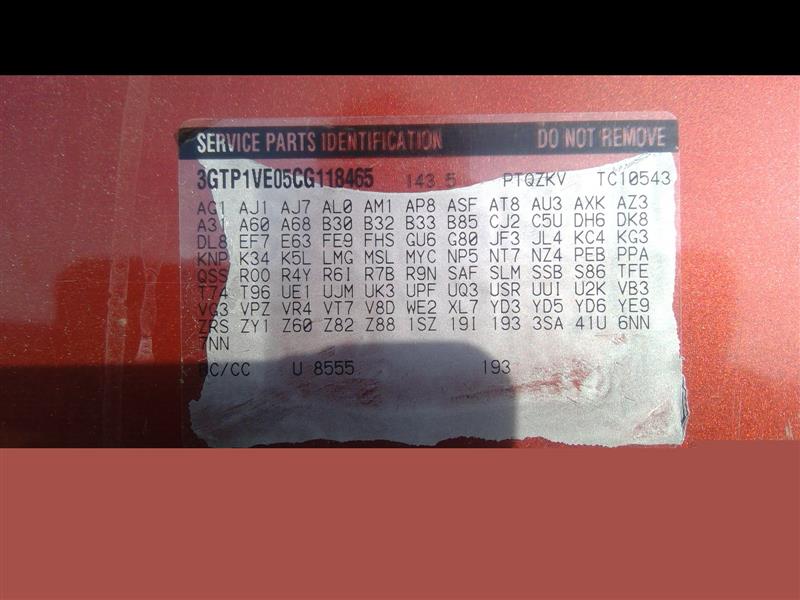 SERVICE PARTS IDENTIFICATION DO NOT REMOVE
3GTP1VE05CG118465 143 5 PTQZKV TC10543
AG1 AJ1 AJ7 AL0 AM1 AP8 ASF AT8 AU3 AXK AZ3
A31 A60 A68 B30 B32 B33 B85 CJ2 C5U DH6 DK8
DL8 EF7 E63 FE9 FHS GU6 G80 JF3 JL4 KC4 KG3
KNP K34 K5L LMG MSL MYC NP5 NT7 NZ4 PEB PPA
QSS R00 R4Y R6I R7B R9N SAF SLM SSB S86 TFE
T74 T96 UE1 UJM UK3 UPF UQ3 USR UUI U2K VB3
VG3 VPZ VR4 VT7 V8D WE2 XL7 YD3 YD5 YD6 YE9
ZRS ZY1 Z60 Z82 Z88 1SZ 19I 193 3SA 41U 6NN
7NN
BC/CC U 8555 193